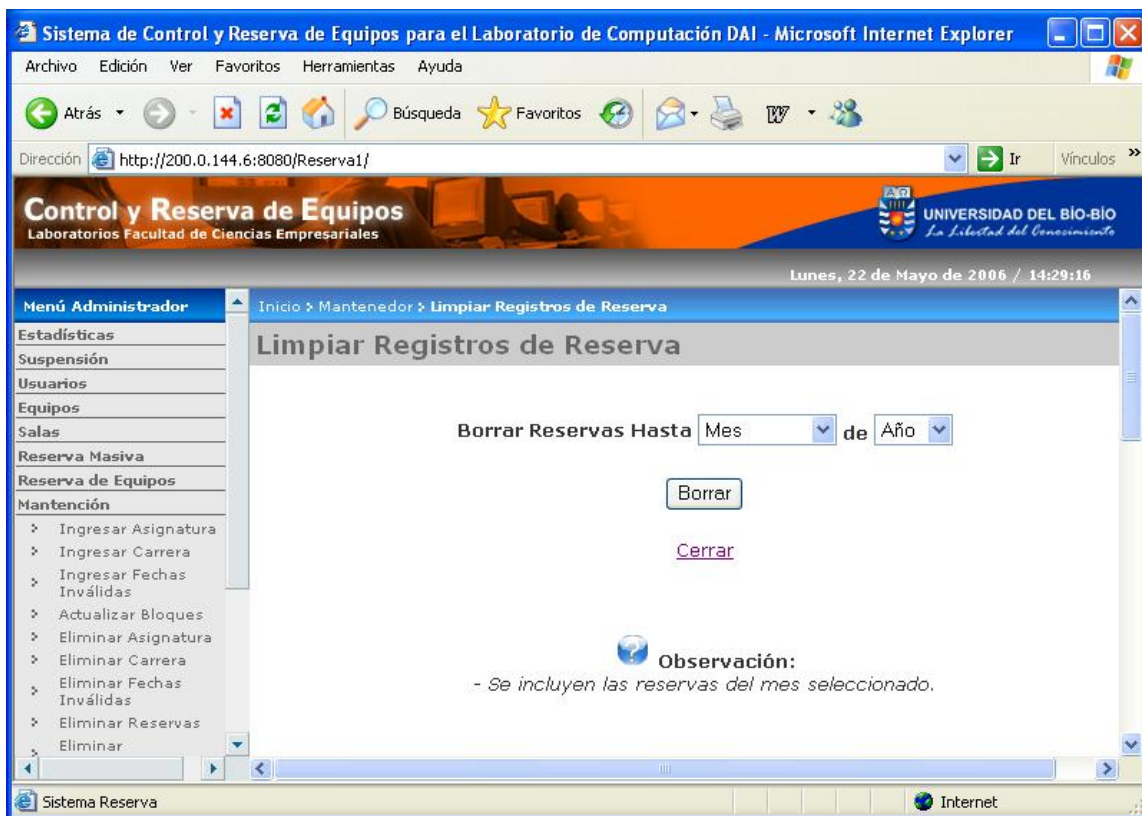 Sistema de Control y Reserva de Equipos para el Laboratorio de Computación DAI - Microsoft Internet Explorer
Archivo Edición Ver Favoritos Herramientas Ayuda
Atrás Búsqueda Favoritos
Dirección http://200.0.144.6:8080/Reserva1/ Ir Vínculos »
Control y Reserva de Equipos
Laboratorios Facultad de Ciencias Empresariales
UNIVERSIDAD DEL BÍO-BÍO
La Libertad del Conocimiento
Lunes, 22 de Mayo de 2006 / 14:29:16
Menú Administrador
Estadísticas
Suspensión
Usuarios
Equipos
Salas
Reserva Masiva
Reserva de Equipos
Mantención
Ingresar Asignatura
Ingresar Carrera
Ingresar Fechas
Inválidas
Actualizar Bloques
Eliminar Asignatura
Eliminar Carrera
Eliminar Fechas
Inválidas
Eliminar Reservas
Eliminar
Inicio > Mantenedor > Limpiar Registros de Reserva
Limpiar Registros de Reserva
Borrar Reservas Hasta Mes de Año
Borrar
Cerrar
Observación:
- Se incluyen las reservas del mes seleccionado.
Sistema Reserva Internet